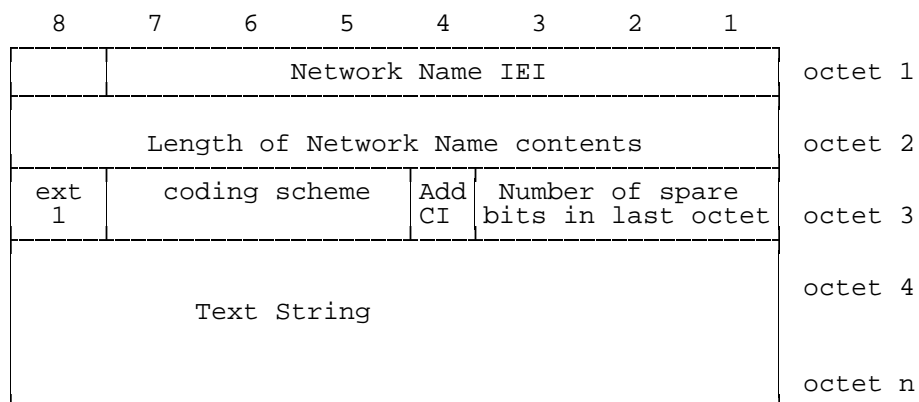 8 7 6 5 4 3 2 1
Network Name IEI octet 1
Length of Network Name contents octet 2
ext coding scheme Add Number of spare
1 CI bits in last octet octet 3
octet 4
Text String
octet n